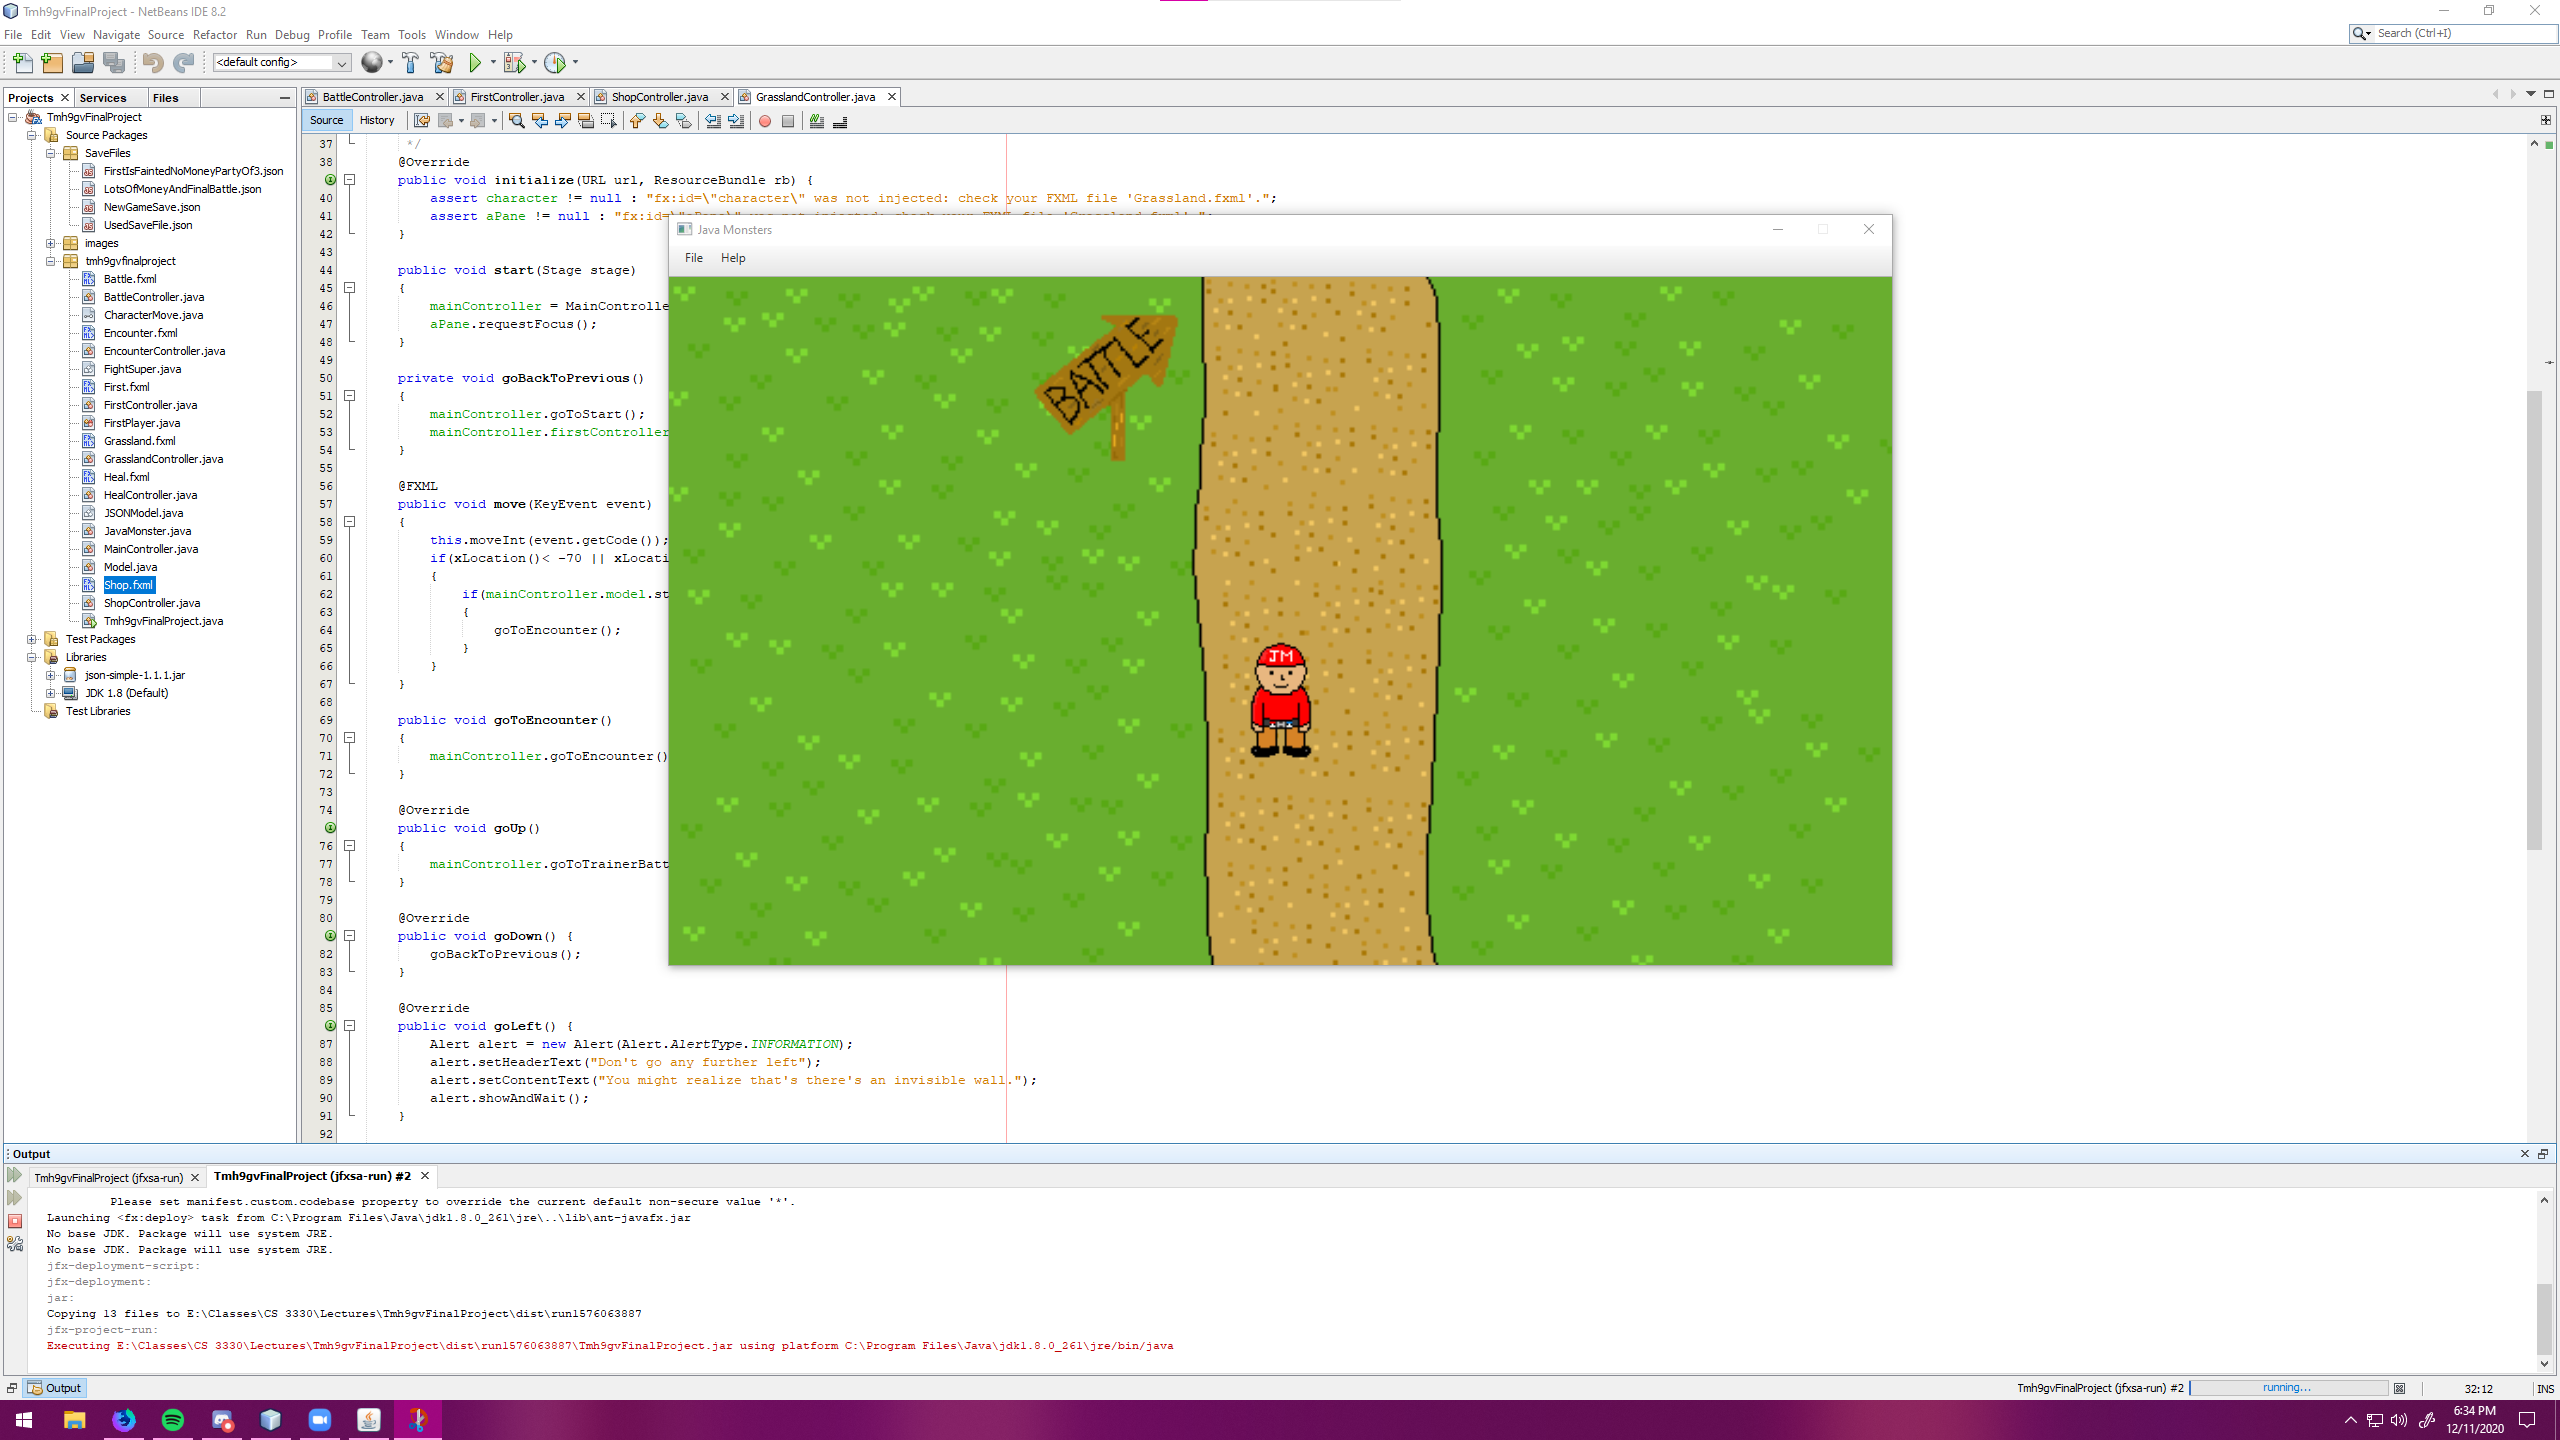 Tmh9gvFinalProject - NetBeans IDE 8.2
File Edit View Navigate Source Refactor Run Debug Profile Team Tools Window Help
Search (Ctrl+I)
<default config>
Projects Services Files
BattleController.java FirstController.java ShopController.java GrasslandController.java
Source History
Tmh9gvFinalProject
Source Packages
SaveFiles
FirstIsFaintedNoMoneyPartyOf3.json
LotsOfMoneyAndFinalBattle.json
NewGameSave.json
UsedSaveFile.json
images
tmh9gvfinalproject
Battle.fxml
BattleController.java
CharacterMove.java
Encounter.fxml
EncounterController.java
FightSuper.java
First.fxml
FirstController.java
FirstPlayer.java
Grassland.fxml
GrasslandController.java
Heal.fxml
HealController.java
JSONModel.java
JavaMonster.java
MainController.java
Model.java
Shop.fxml
ShopController.java
Tmh9gvFinalProject.java
Test Packages
Libraries
json-simple-1.1.1.jar
JDK 1.8 (Default)
Test Libraries
37 */
38 @Override
public void initialize(URL url, ResourceBundle rb) {
40 assert character != null : "fx:id=\"character\" was not injected: check your FXML file 'Grassland.fxml'.";
41 assert aPane != null : "fx:id=\"aPane\" was not injected: check your FXML file 'Grassland.fxml'.";
42 }
43
44 public void start(Stage stage)
45 {
46 mainController = MainControlle
47 aPane.requestFocus();
48 }
49
50 private void goBackToPrevious()
51 {
52 mainController.goToStart();
53 mainController.firstController
54 }
55
56 @FXML
57 public void move(KeyEvent event)
58 {
59 this.moveInt(event.getCode());
60 if(xLocation()< -70 || xLocati
61 {
62 if(mainController.model.st
63 {
64 goToEncounter();
65 }
66 }
67 }
68
69 public void goToEncounter()
70 {
71 mainController.goToEncounter()
72 }
73
74 @Override
public void goUp()
76 {
77 mainController.goToTrainerBatt
78 }
79
80 @Override
public void goDown() {
82 goBackToPrevious();
83 }
84
85 @Override
public void goLeft() {
87 Alert alert = new Alert(Alert.AlertType.INFORMATION);
88 alert.setHeaderText("Don't go any further left");
89 alert.setContentText("You might realize that's there's an invisible wall.");
90 alert.showAndWait();
91 }
92
Java Monsters
File Help
BATTLE
JM
Output
Tmh9gvFinalProject (jfxsa-run) Tmh9gvFinalProject (jfxsa-run) #2
Please set manifest.custom.codebase property to override the current default non-secure value '*'.
Launching <fx:deploy> task from C:\Program Files\Java\jdk1.8.0_261\jre\..\lib\ant-javafx.jar
No base JDK. Package will use system JRE.
No base JDK. Package will use system JRE.
jfx-deployment-script:
jfx-deployment:
jar:
Copying 13 files to E:\Classes\CS 3330\Lectures\Tmh9gvFinalProject\dist\run1576063887
jfx-project-run:
Executing E:\Classes\CS 3330\Lectures\Tmh9gvFinalProject\dist\run1576063887\Tmh9gvFinalProject.jar using platform C:\Program Files\Java\jdk1.8.0_261\jre/bin/java
Output
Tmh9gvFinalProject (jfxsa-run) #2 running... 32:12 INS
6:34 PM
12/11/2020